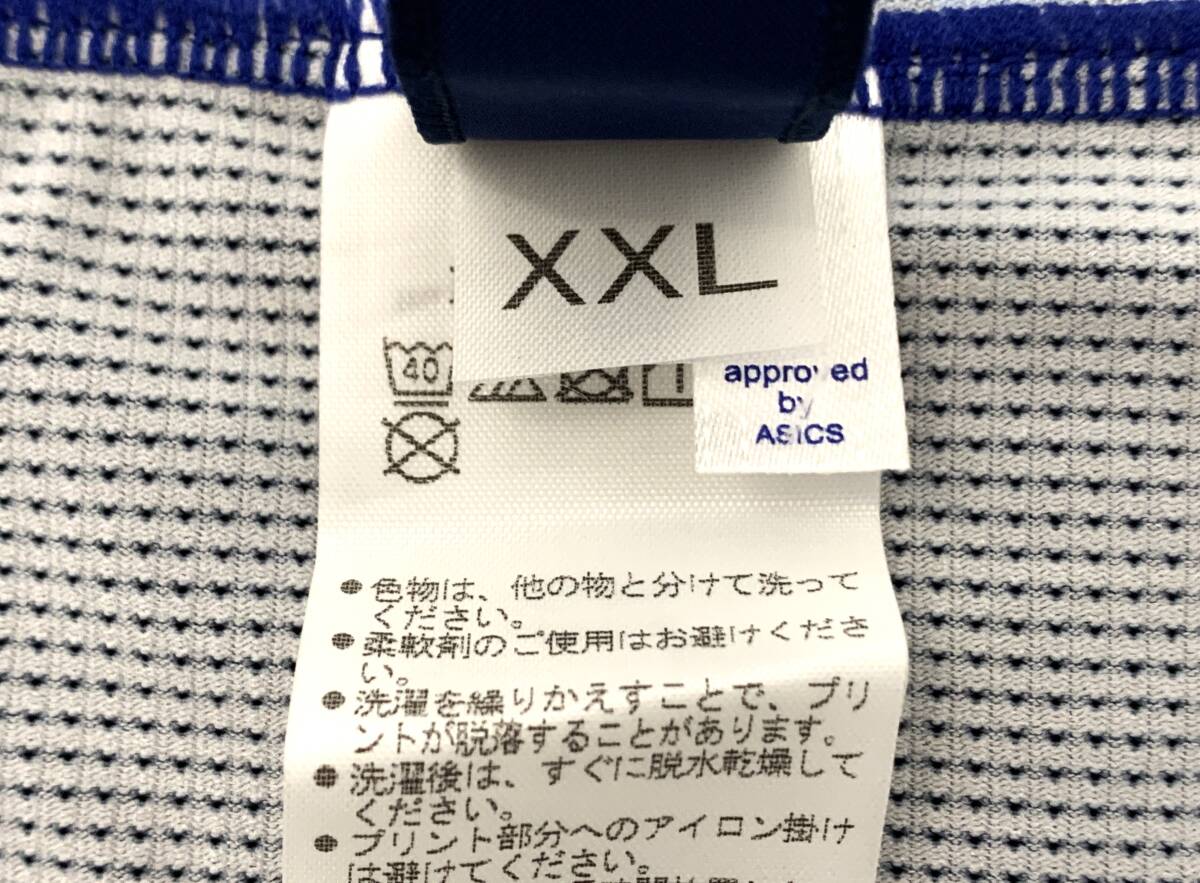 XXL
40
approved
by
ASICS
●色物は、他の物と分けて洗って
ください。
●柔軟剤のご使用はお避けくださ
い。
●洗濯を繰りかえすことで、プリ
ントが脱落することがあります。
●洗濯後は、すぐに脱水乾燥して
ください。
●プリント部分へのアイロン掛け
は避けてください。